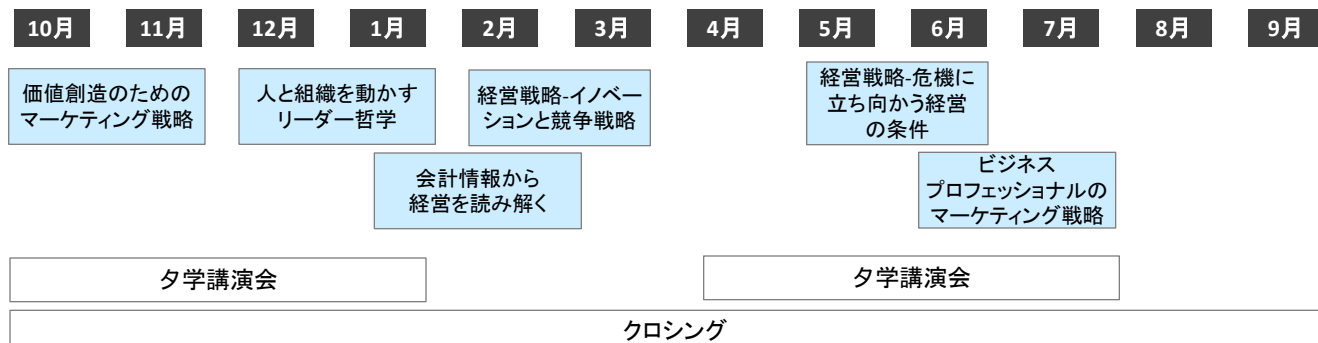 10月 11月 12月 1月 2月 3月 4月 5月 6月 7月 8月 9月
価値創造のための
マーケティング戦略
人と組織を動かす
リーダー哲学
経営戦略-イノベー
ションと競争戦略
経営戦略-危機に
立ち向かう経営
の条件
会計情報から
経営を読み解く
ビジネス
プロフェッショナルの
マーケティング戦略
夕学講演会
夕学講演会
クロシング